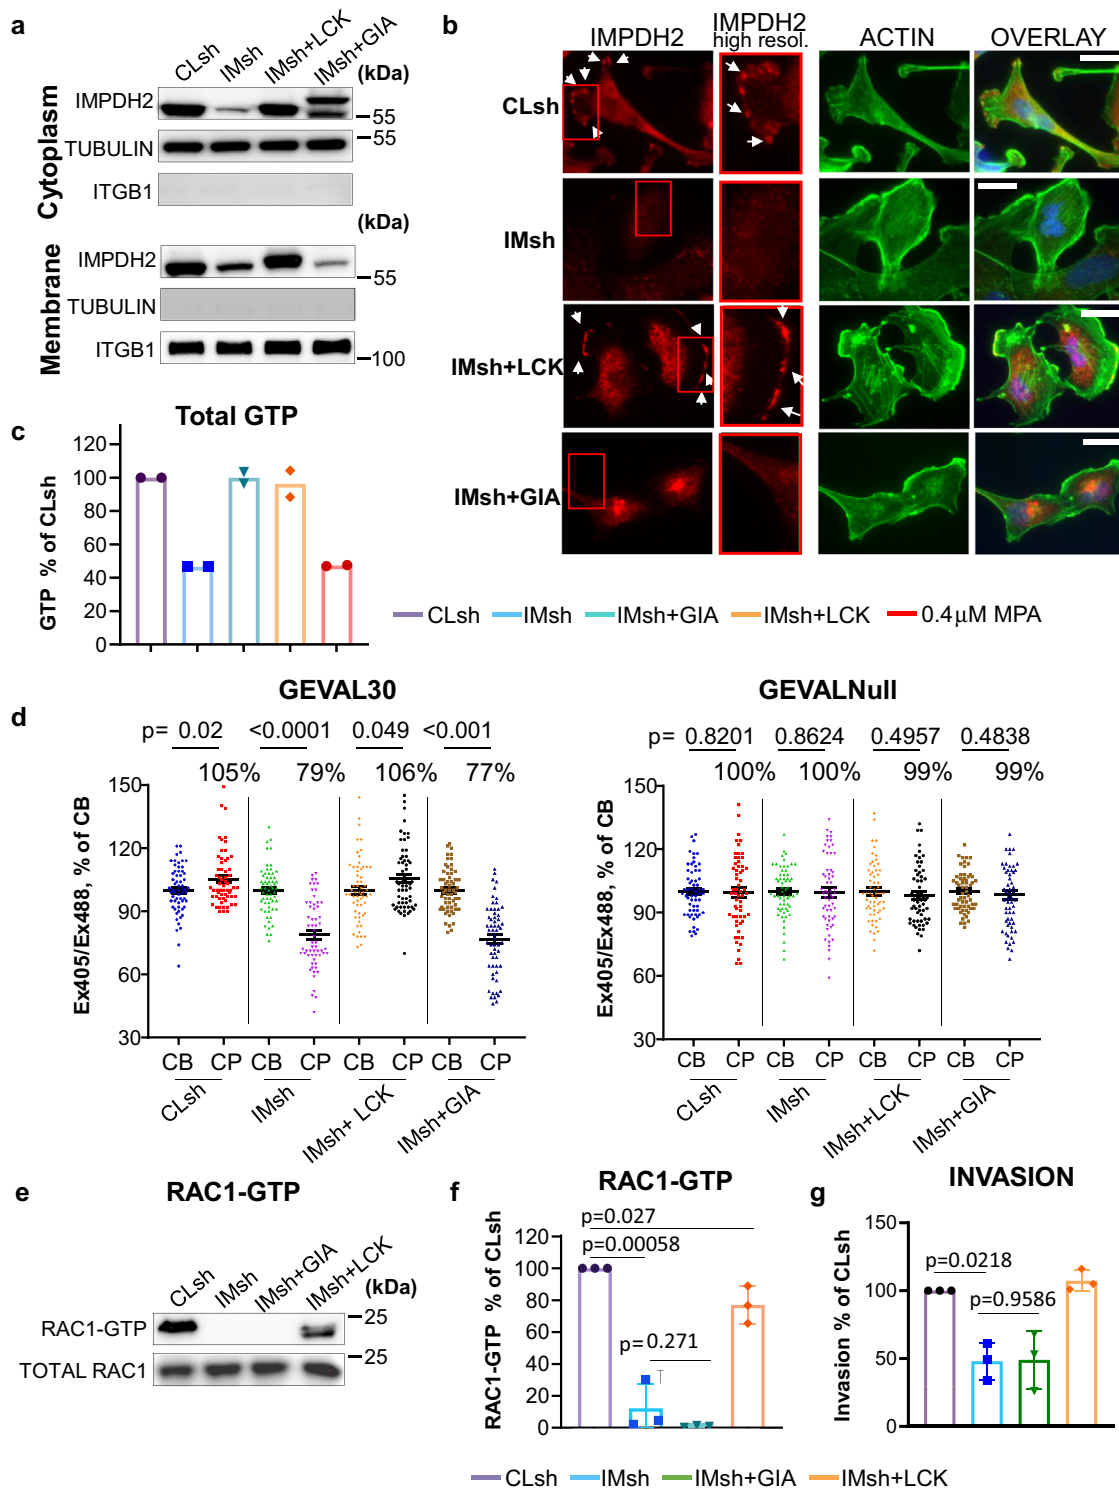 a
CLsh IMsh IMsh+LCK IMsh+GIA
(kDa)
Cytoplasm
IMPDH2
55
TUBULIN
55
ITGB1
(kDa)
Membrane
IMPDH2
55
TUBULIN
ITGB1
100
b
IMPDH2 IMPDH2 high resol. ACTIN OVERLAY
CLsh
IMsh
IMsh+LCK
IMsh+GIA
c
Total GTP
GTP % of CLsh
120
100
80
60
40
20
0
CLsh IMsh IMsh+GIA IMsh+LCK 0.4μM MPA
d
GEVAL30
p= 0.02 <0.0001 0.049 <0.001
105% 79% 106% 77%
Ex405/Ex488, % of CB
150
120
90
60
30
CB CP CB CP CB CP CB CP
CLsh IMsh IMsh+ LCK IMsh+GIA
GEVALNull
p= 0.8201 0.8624 0.4957 0.4838
100% 100% 99% 99%
Ex405/Ex488, % of CB
150
120
90
60
30
CB CP CB CP CB CP CB CP
CLsh IMsh IMsh+LCK IMsh+GIA
e
RAC1-GTP
CLsh IMsh IMsh+GIA IMsh+LCK
(kDa)
RAC1-GTP
25
TOTAL RAC1
25
f
RAC1-GTP
p=0.027
p=0.00058
p= 0.271
RAC1-GTP % of CLsh
120
100
80
60
40
20
0
g
INVASION
p=0.0218
p=0.9586
Invasion % of CLsh
150
100
50
0
CLsh IMsh IMsh+GIA IMsh+LCK